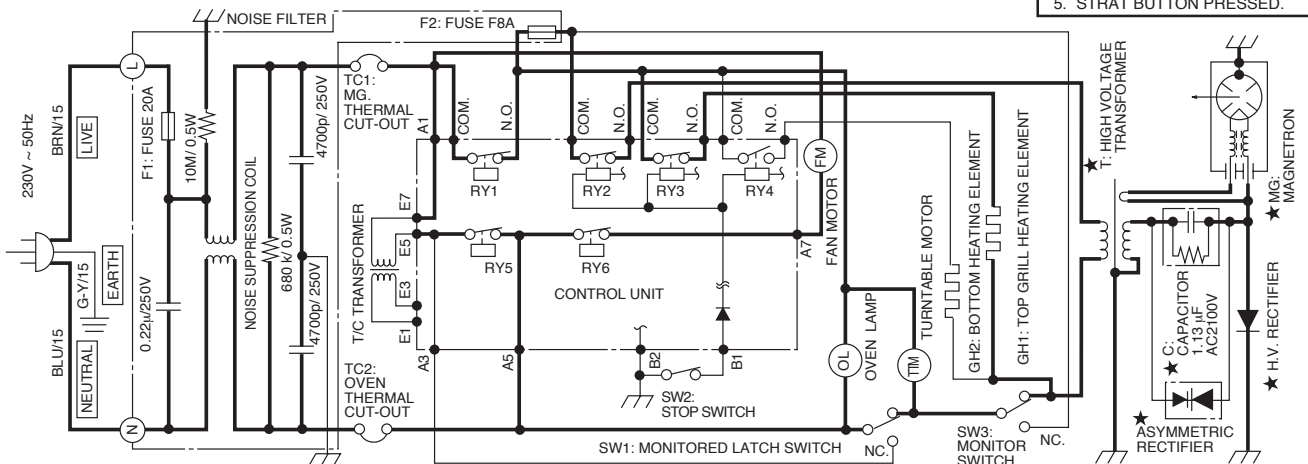 5. STRAT BUTTON PRESSED.
NOISE FILTER
F2: FUSE F8A
230V ~ 50Hz
BRN/15
LIVE
L
F1: FUSE 20A
10M/ 0.5W
G-Y/15
EARTH
BLU/15
NEUTRAL
N
0.22µ/250V
NOISE SUPPRESSION COIL
680 k/ 0.5W
4700p/ 250V
4700p/ 250V
TC1:
MG.
THERMAL
CUT-OUT
TC2:
OVEN
THERMAL
CUT-OUT
T/C TRANSFORMER
A1
E7
E5
E3
E1
A3
A5
A7
B2
B1
COM.
N.O.
RY1
COM.
N.O.
RY2
COM.
N.O.
RY3
COM.
N.O.
RY4
RY5
RY6
CONTROL UNIT
SW2:
STOP SWITCH
SW1: MONITORED LATCH SWITCH
NC.
FM
FAN MOTOR
OL
OVEN LAMP
TTM
TURNTABLE MOTOR
GH2: BOTTOM HEATING ELEMENT
GH1: TOP GRILL HEATING ELEMENT
SW3:
MONITOR
SWITCH
NC.
★ T: HIGH VOLTAGE
TRANSFORMER
★ MG:
MAGNETRON
★ C:
CAPACITOR
1.13 µF
AC2100V
★ H.V. RECTIFIER
★ ASYMMETRIC
RECTIFIER